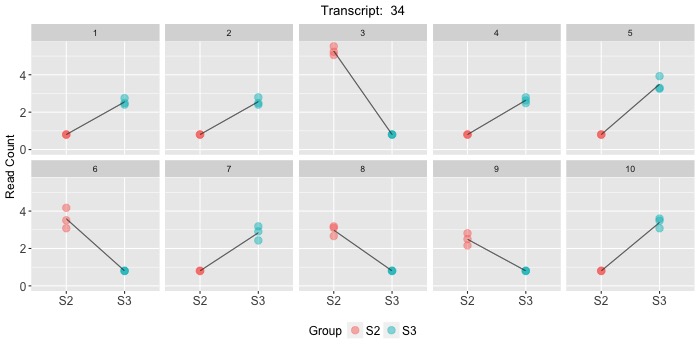 Transcript: 34
1 2 3 4 5
4
2
0
Read Count
6 7 8 9 10
4
2
0
S2 S3 S2 S3 S2 S3 S2 S3 S2 S3
Group S2 S3